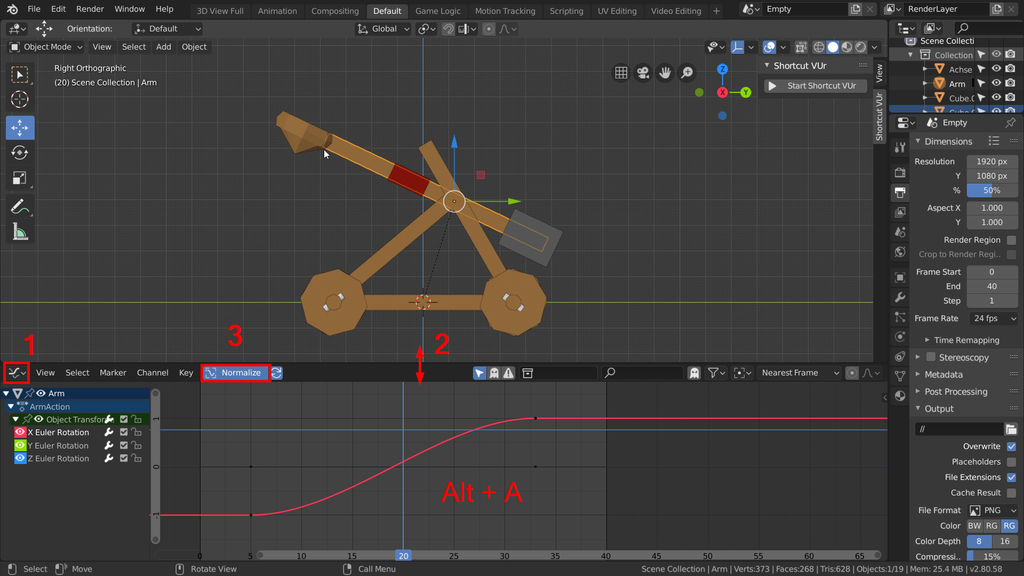 File Edit Render Window Help
3D View Full Animation Compositing Default Game Logic Motion Tracking Scripting UV Editing Video Editing +
Empty
RenderLayer
Orientation: Default
Global
Object Mode View Select Add Object
Right Orthographic
(20) Scene Collection | Arm
Z
X Y
Shortcut VUr
Start Shortcut VUr
View
Shortcut VUr
Scene Collecti
Collection
Achse
Arm
Empty
Dimensions
Resolution 1920 px
Y 1080 px
% 50%
Aspect X 1.000
Y 1.000
Render Region
Crop to Render Regi..
Frame Start 0
End 40
Step 1
Frame Rate 24 fps
Time Remapping
Stereoscopy
Metadata
Post Processing
Output
//
Overwrite
Placeholders
File Extensions
Cache Result
File Format PNG
Color BW RG RG
Color Depth 8 16
Compressi.. 15%
1
3
2
View Select Marker Channel Key Normalize Nearest Frame
Arm
ArmAction
Object Transfor
X Euler Rotation
Y Euler Rotation
Z Euler Rotation
1
0
Alt + A
0 5 10 15 20 25 30 35 40 45 50 55 60 65
Select Move Rotate View Call Menu
Scene Collection | Arm | Verts:373 | Faces:268 | Tris:628 | Objects:1/19 | Mem: 25.4 MB | v2.80.58